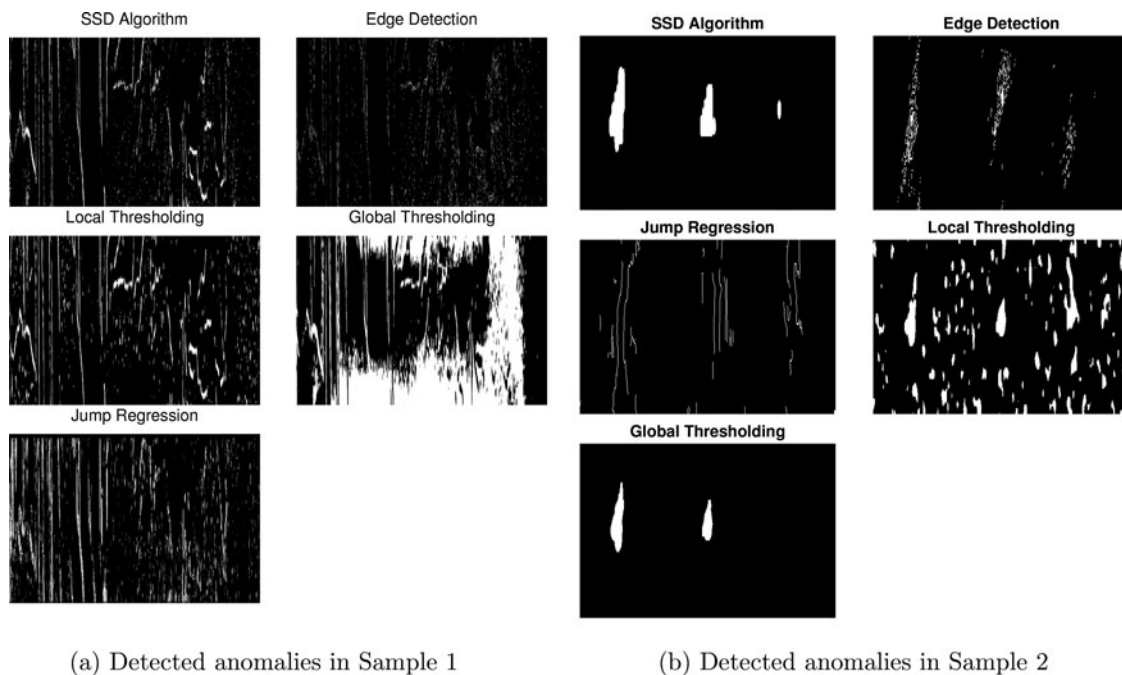 SSD Algorithm
Edge Detection
Local Thresholding
Global Thresholding
Jump Regression
(a) Detected anomalies in Sample 1
SSD Algorithm
Edge Detection
Jump Regression
Local Thresholding
Global Thresholding
(b) Detected anomalies in Sample 2